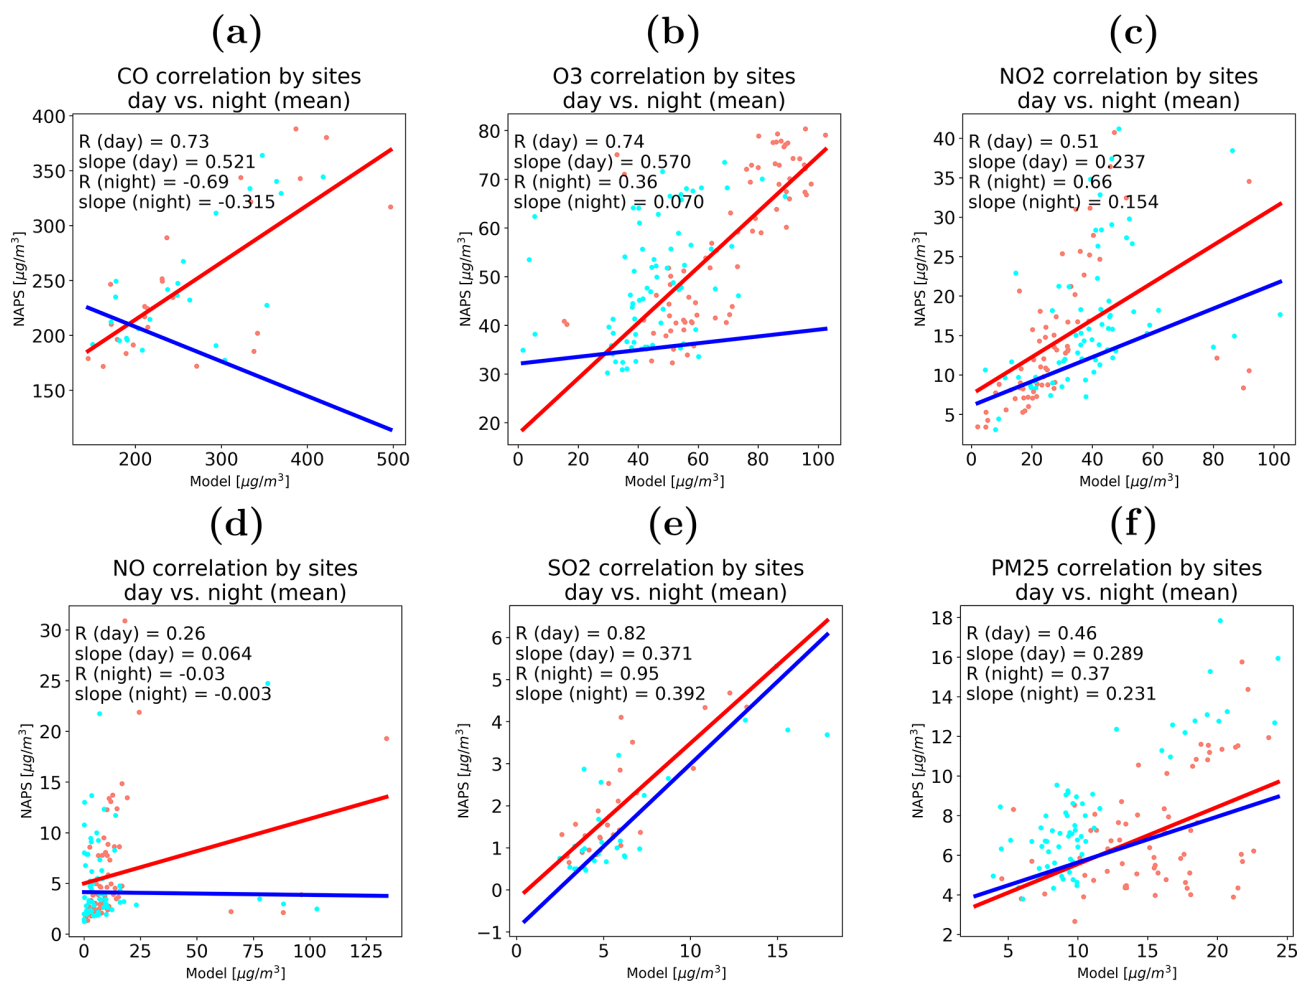 (a)
CO correlation by sites
day vs. night (mean)
R (day) = 0.73
slope (day) = 0.521
R (night) = -0.69
slope (night) = -0.315
400
350
300
250
200
150
NAPS [μg/m³]
200 300 400 500
Model [μg/m³]
(b)
O3 correlation by sites
day vs. night (mean)
R (day) = 0.74
slope (day) = 0.570
R (night) = 0.36
slope (night) = 0.070
80
70
60
50
40
30
20
NAPS [μg/m³]
0 20 40 60 80 100
Model [μg/m³]
(c)
NO2 correlation by sites
day vs. night (mean)
R (day) = 0.51
slope (day) = 0.237
R (night) = 0.66
slope (night) = 0.154
40
35
30
25
20
15
10
5
NAPS [μg/m³]
0 20 40 60 80 100
Model [μg/m³]
(d)
NO correlation by sites
day vs. night (mean)
R (day) = 0.26
slope (day) = 0.064
R (night) = -0.03
slope (night) = -0.003
30
25
20
15
10
5
0
NAPS [μg/m³]
0 25 50 75 100 125
Model [μg/m³]
(e)
SO2 correlation by sites
day vs. night (mean)
R (day) = 0.82
slope (day) = 0.371
R (night) = 0.95
slope (night) = 0.392
6
5
4
3
2
1
0
−1
NAPS [μg/m³]
0 5 10 15
Model [μg/m³]
(f)
PM25 correlation by sites
day vs. night (mean)
R (day) = 0.46
slope (day) = 0.289
R (night) = 0.37
slope (night) = 0.231
18
16
14
12
10
8
6
4
2
NAPS [μg/m³]
5 10 15 20 25
Model [μg/m³]